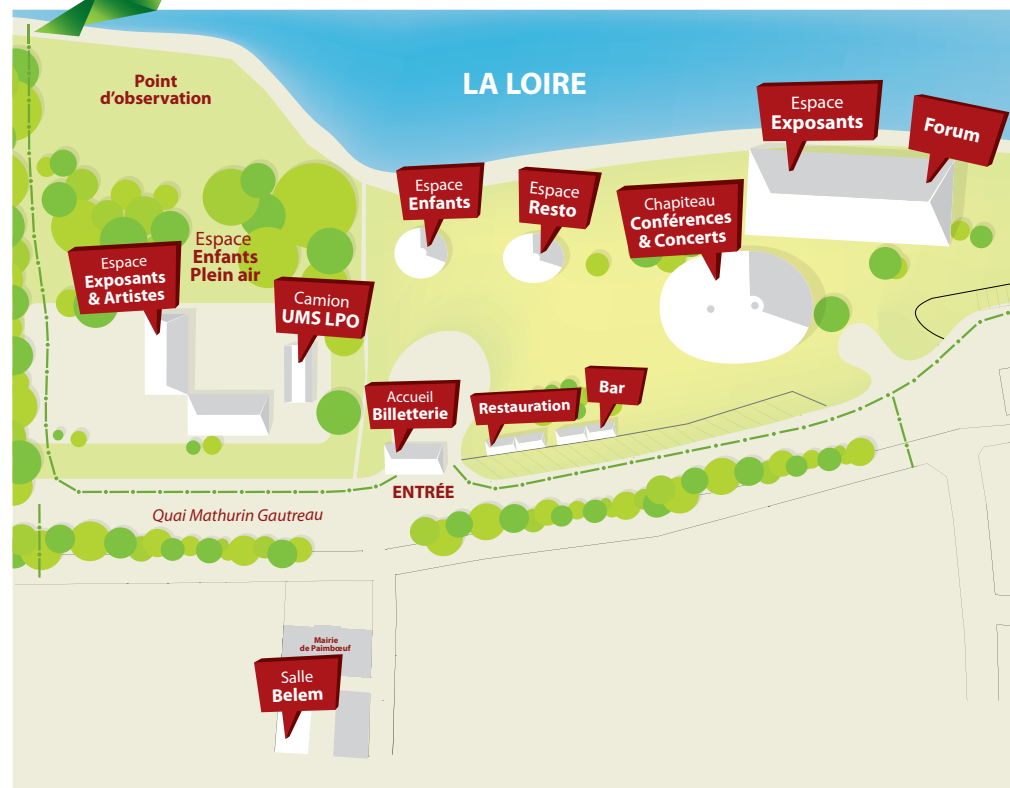 Point
d'observation
LA LOIRE
Espace
Exposants
Forum
Espace
Enfants
Espace
Resto
Chapiteau
Conférences
& Concerts
Espace
Enfants
Plein air
Espace
Exposants
& Artistes
Camion
UMS LPO
Accueil
Billetterie
Restauration
Bar
ENTRÉE
Quai Mathurin Gautreau
Mairie
de Paimbœuf
Salle
Belem